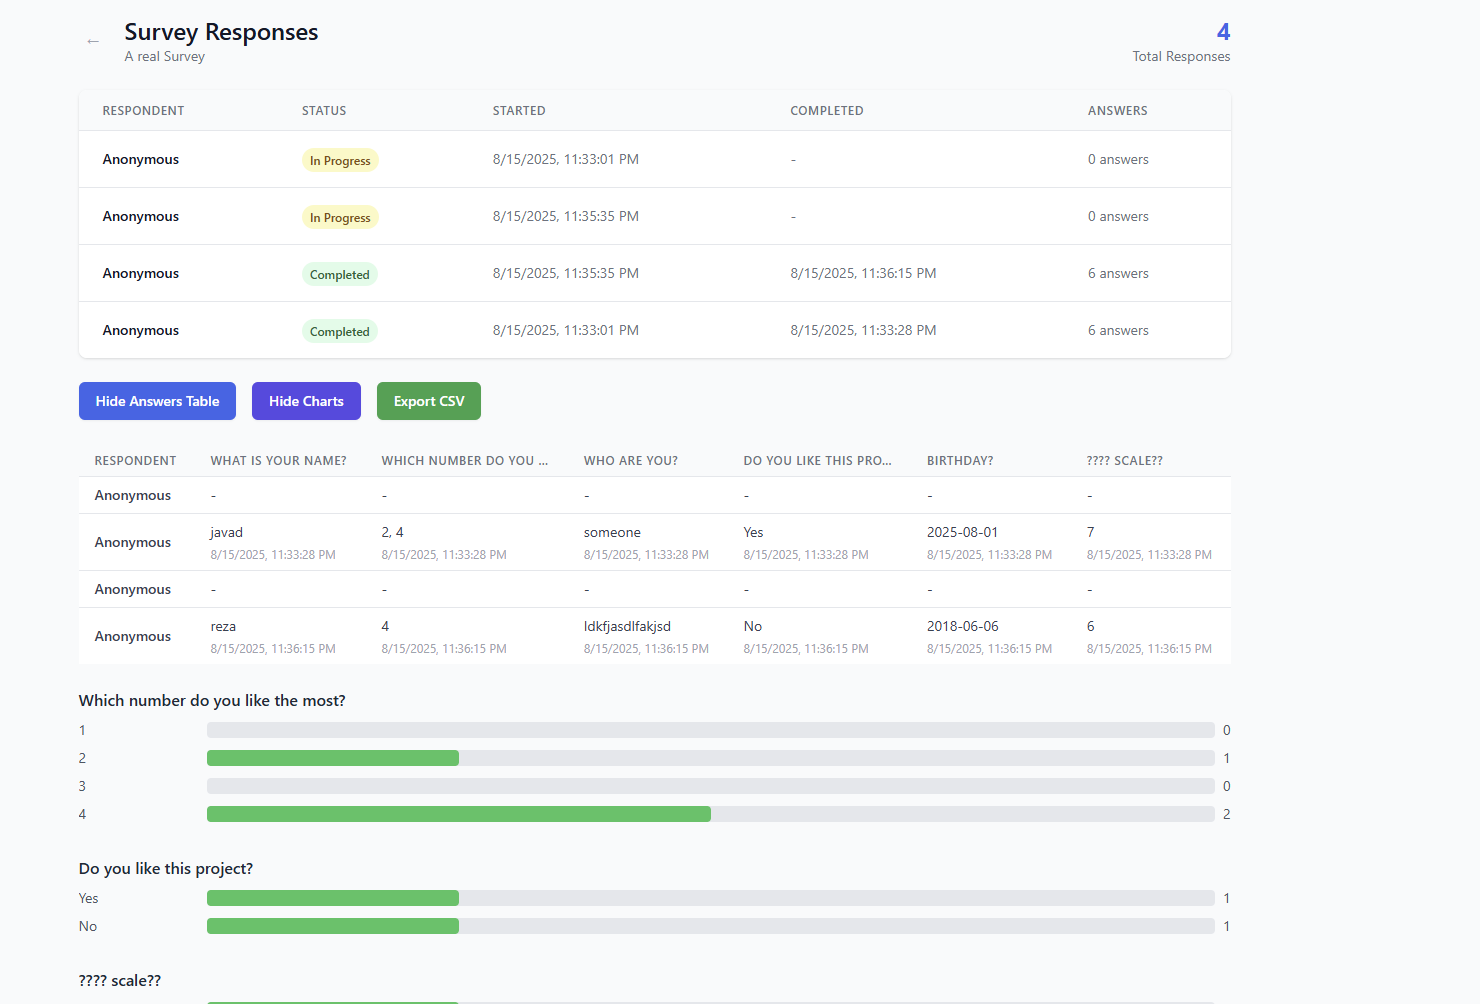 ←
Survey Responses
4
A real Survey
Total Responses
RESPONDENT STATUS STARTED COMPLETED ANSWERS
Anonymous In Progress 8/15/2025, 11:33:01 PM - 0 answers
Anonymous In Progress 8/15/2025, 11:35:35 PM - 0 answers
Anonymous Completed 8/15/2025, 11:35:35 PM 8/15/2025, 11:36:15 PM 6 answers
Anonymous Completed 8/15/2025, 11:33:01 PM 8/15/2025, 11:33:28 PM 6 answers
Hide Answers Table Hide Charts Export CSV
RESPONDENT WHAT IS YOUR NAME? WHICH NUMBER DO YOU ... WHO ARE YOU? DO YOU LIKE THIS PRO... BIRTHDAY? ???? SCALE??
Anonymous - - - - - -
Anonymous javad 2, 4 someone Yes 2025-08-01 7
8/15/2025, 11:33:28 PM 8/15/2025, 11:33:28 PM 8/15/2025, 11:33:28 PM 8/15/2025, 11:33:28 PM 8/15/2025, 11:33:28 PM 8/15/2025, 11:33:28 PM
Anonymous - - - - - -
Anonymous reza 4 ldkfjasdlfakjsd No 2018-06-06 6
8/15/2025, 11:36:15 PM 8/15/2025, 11:36:15 PM 8/15/2025, 11:36:15 PM 8/15/2025, 11:36:15 PM 8/15/2025, 11:36:15 PM 8/15/2025, 11:36:15 PM
Which number do you like the most?
1 0
2 1
3 0
4 2
Do you like this project?
Yes 1
No 1
???? scale??